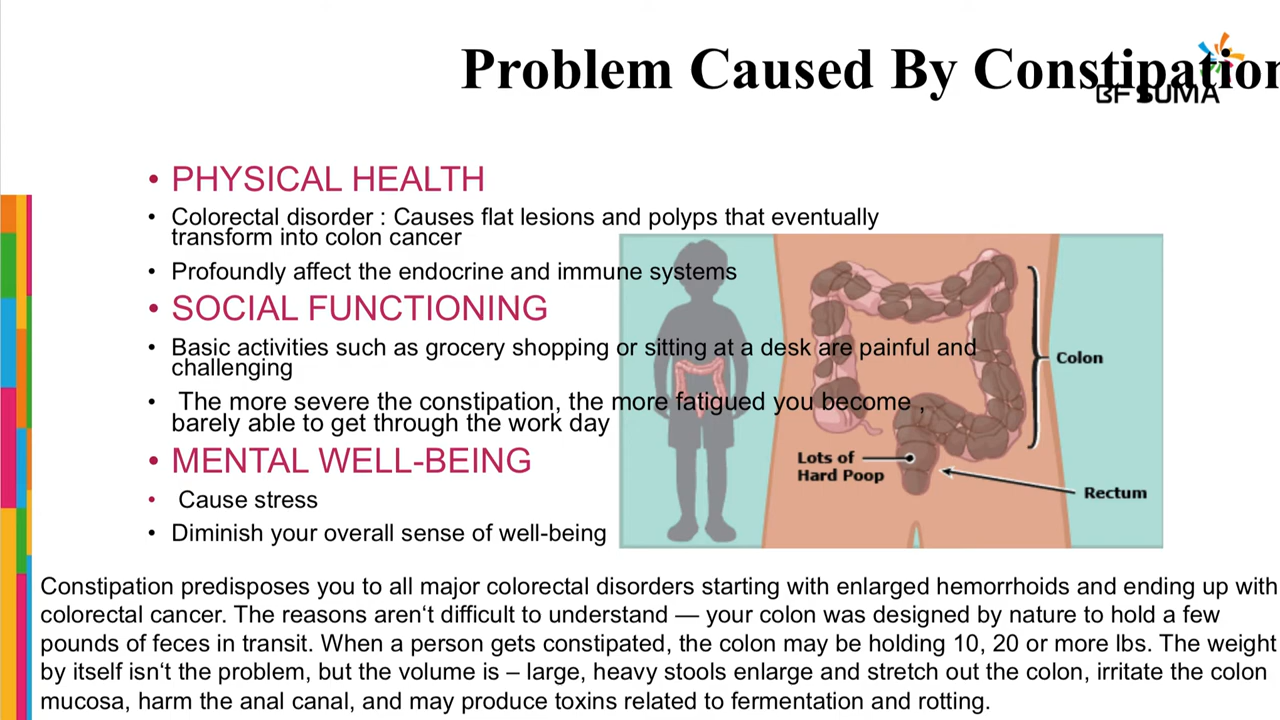 Problem Caused By Constipation
BF SUMA
• PHYSICAL HEALTH
• Colorectal disorder : Causes flat lesions and polyps that eventually
transform into colon cancer
• Profoundly affect the endocrine and immune systems
• SOCIAL FUNCTIONING
• Basic activities such as grocery shopping or sitting at a desk are painful and
challenging
• The more severe the constipation, the more fatigued you become ,
barely able to get through the work day
• MENTAL WELL-BEING
• Cause stress
• Diminish your overall sense of well-being
Colon
Lots of
Hard Poop
Rectum
Constipation predisposes you to all major colorectal disorders starting with enlarged hemorrhoids and ending up with
colorectal cancer. The reasons aren‘t difficult to understand — your colon was designed by nature to hold a few
pounds of feces in transit. When a person gets constipated, the colon may be holding 10, 20 or more lbs. The weight
by itself isn‘t the problem, but the volume is – large, heavy stools enlarge and stretch out the colon, irritate the colon
mucosa, harm the anal canal, and may produce toxins related to fermentation and rotting.